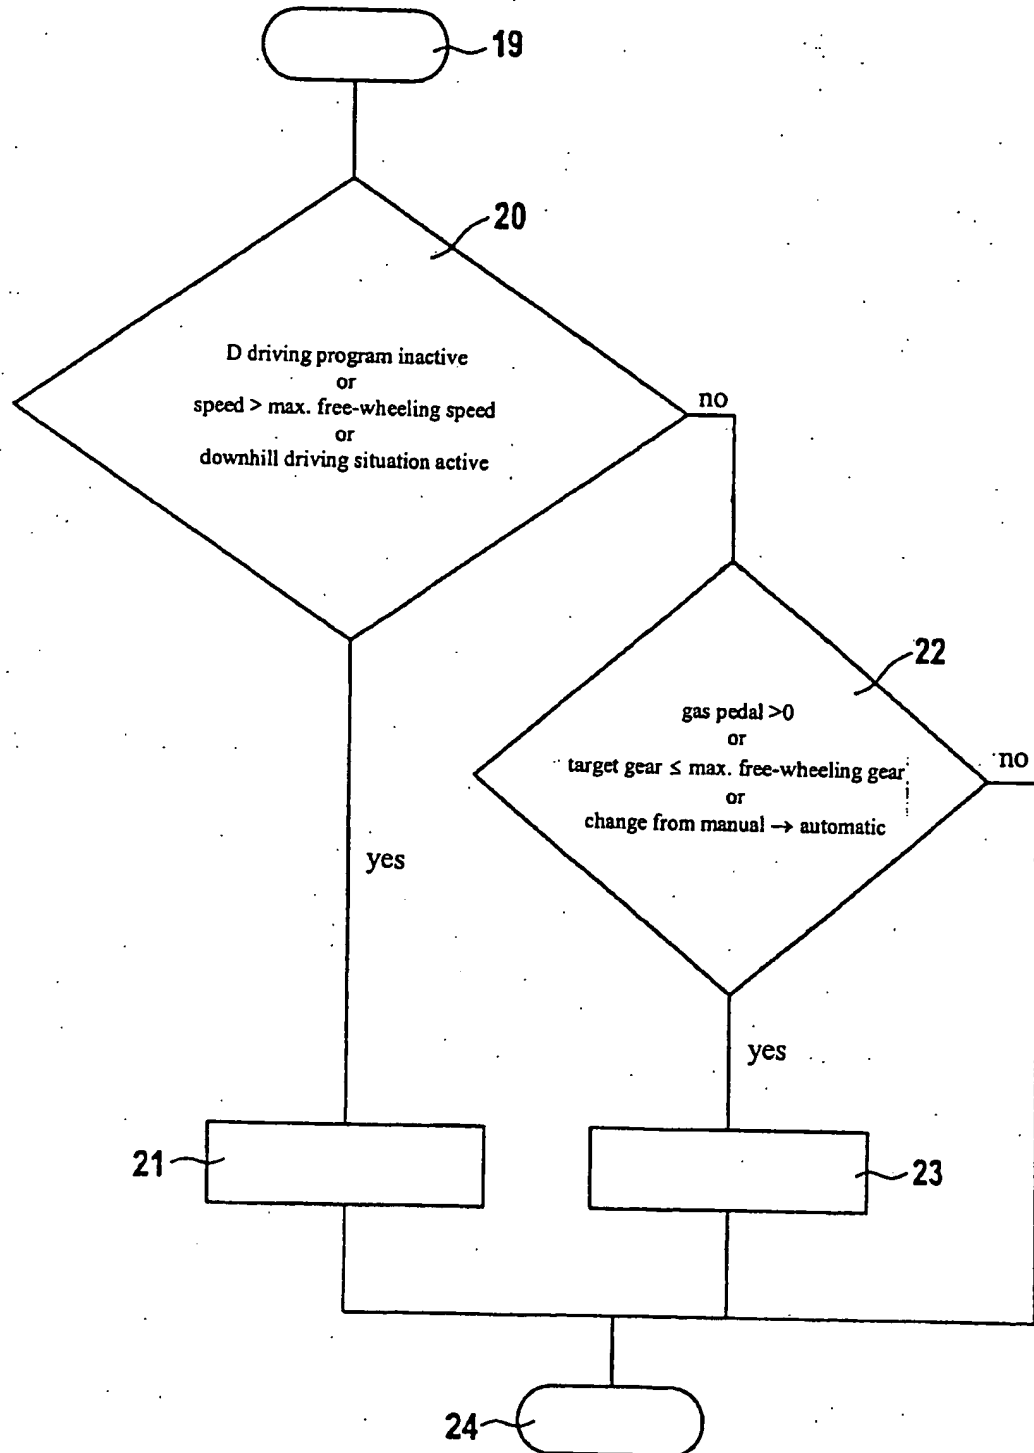 19
20
D driving program inactive
or
speed > max. free-wheeling speed
or
downhill driving situation active
no
22
gas pedal >0
or
target gear ≤ max. free-wheeling gear
or
change from manual → automatic
no
yes
yes
21
23
24